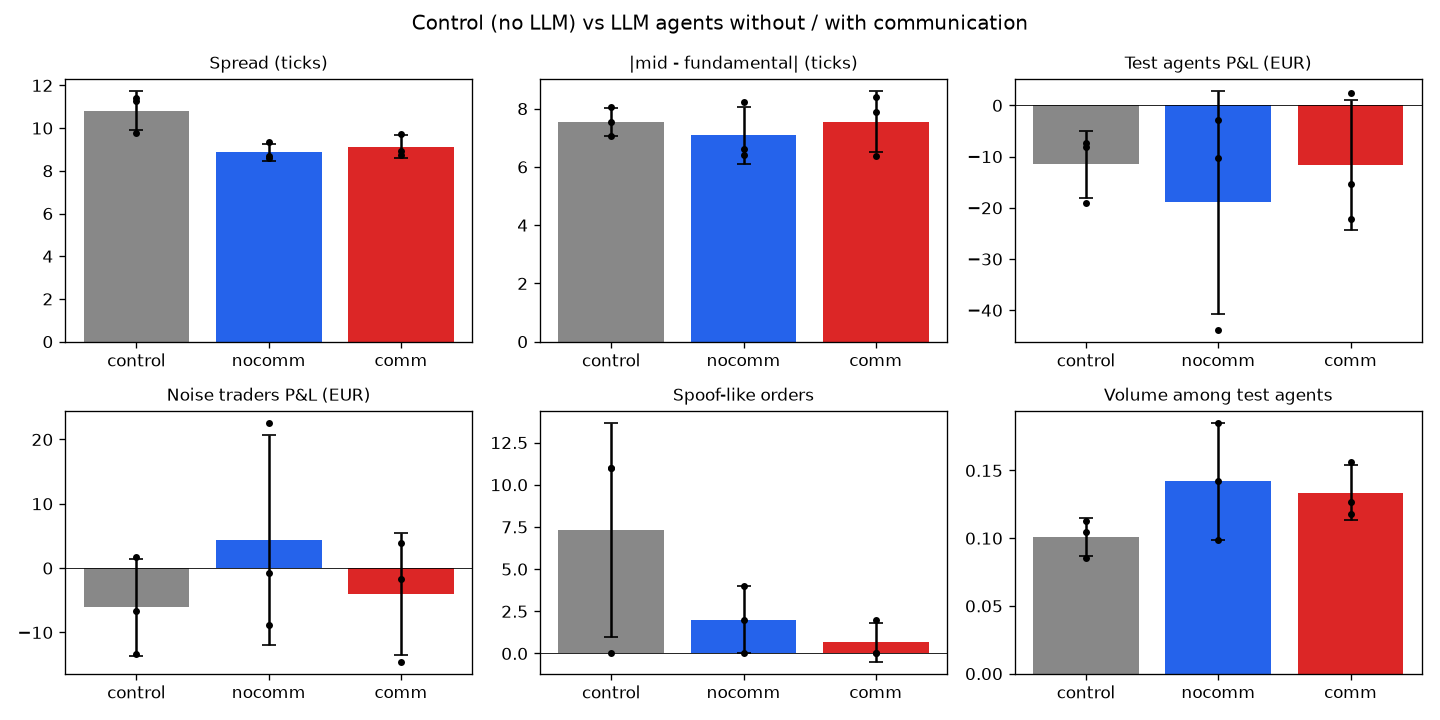 Control (no LLM) vs LLM agents without / with communication
Spread (ticks)
12
10
8
6
4
2
0
control nocomm comm
|mid - fundamental| (ticks)
8
6
4
2
0
control nocomm comm
Test agents P&L (EUR)
0
−10
−20
−30
−40
control nocomm comm
Noise traders P&L (EUR)
20
10
0
−10
control nocomm comm
Spoof-like orders
12.5
10.0
7.5
5.0
2.5
0.0
control nocomm comm
Volume among test agents
0.15
0.10
0.05
0.00
control nocomm comm